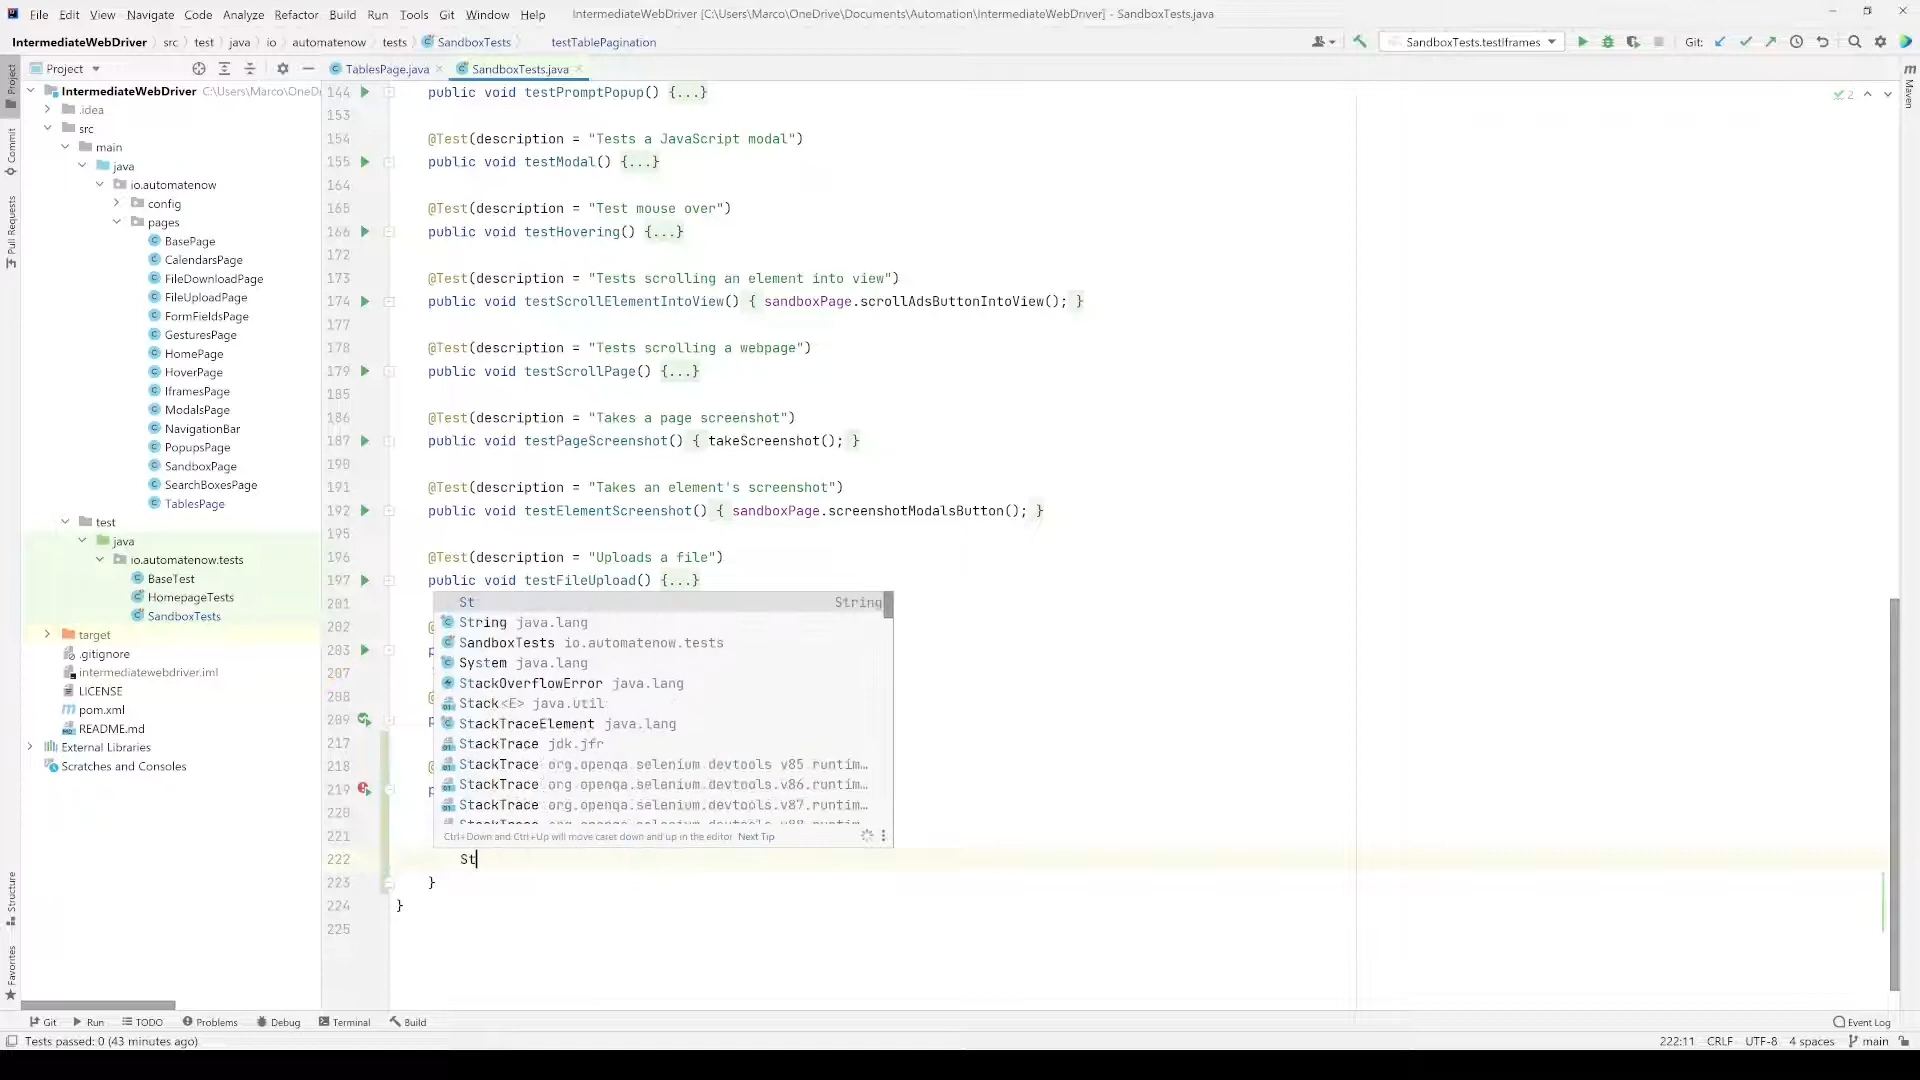 File Edit View Navigate Code Analyze Refactor Build Run Tools Git Window Help IntermediateWebDriver [C:\Users\Marco\OneDrive\Documents\Automation\IntermediateWebDriver] - SandboxTests.java
IntermediateWebDriver src test java io automatenow tests SandboxTests testTablePagination SandboxTests.testIframes Git:
Project TablesPage.java SandboxTests.java
Project
Commit
Pull Requests
Structure
Favorites
Maven
IntermediateWebDriver C:\Users\Marco\OneD
.idea
src
main
java
io.automatenow
config
pages
BasePage
CalendarsPage
FileDownloadPage
FileUploadPage
FormFieldsPage
GesturesPage
HomePage
HoverPage
IframesPage
ModalsPage
NavigationBar
PopupsPage
SandboxPage
SearchBoxesPage
TablesPage
test
java
io.automatenow.tests
BaseTest
HomepageTests
SandboxTests
target
.gitignore
intermediatewebdriver.iml
LICENSE
pom.xml
README.md
External Libraries
Scratches and Consoles
144 public void testPromptPopup() {...} 2
153
154 @Test(description = "Tests a JavaScript modal")
155 public void testModal() {...}
164
165 @Test(description = "Test mouse over")
166 public void testHovering() {...}
172
173 @Test(description = "Tests scrolling an element into view")
174 public void testScrollElementIntoView() { sandboxPage.scrollAdsButtonIntoView(); }
177
178 @Test(description = "Tests scrolling a webpage")
179 public void testScrollPage() {...}
185
186 @Test(description = "Takes a page screenshot")
187 public void testPageScreenshot() { takeScreenshot(); }
190
191 @Test(description = "Takes an element's screenshot")
192 public void testElementScreenshot() { sandboxPage.screenshotModalsButton(); }
195
196 @Test(description = "Uploads a file")
197 public void testFileUpload() {...}
201
202
203
207
208
209
217
218
219
220
221
222 St
223 }
224 }
225
St String
String java.lang
SandboxTests io.automatenow.tests
System java.lang
StackOverflowError java.lang
Stack<E> java.util
StackTraceElement java.lang
StackTrace jdk.jfr
StackTrace org.openqa.selenium.devtools.v85.runtim…
StackTrace org.openqa.selenium.devtools.v86.runtim…
StackTrace org.openqa.selenium.devtools.v87.runtim…
Ctrl+Down and Ctrl+Up will move caret down and up in the editor Next Tip
Git Run TODO Problems Debug Terminal Build Event Log
Tests passed: 0 (43 minutes ago) 222:11 CRLF UTF-8 4 spaces main